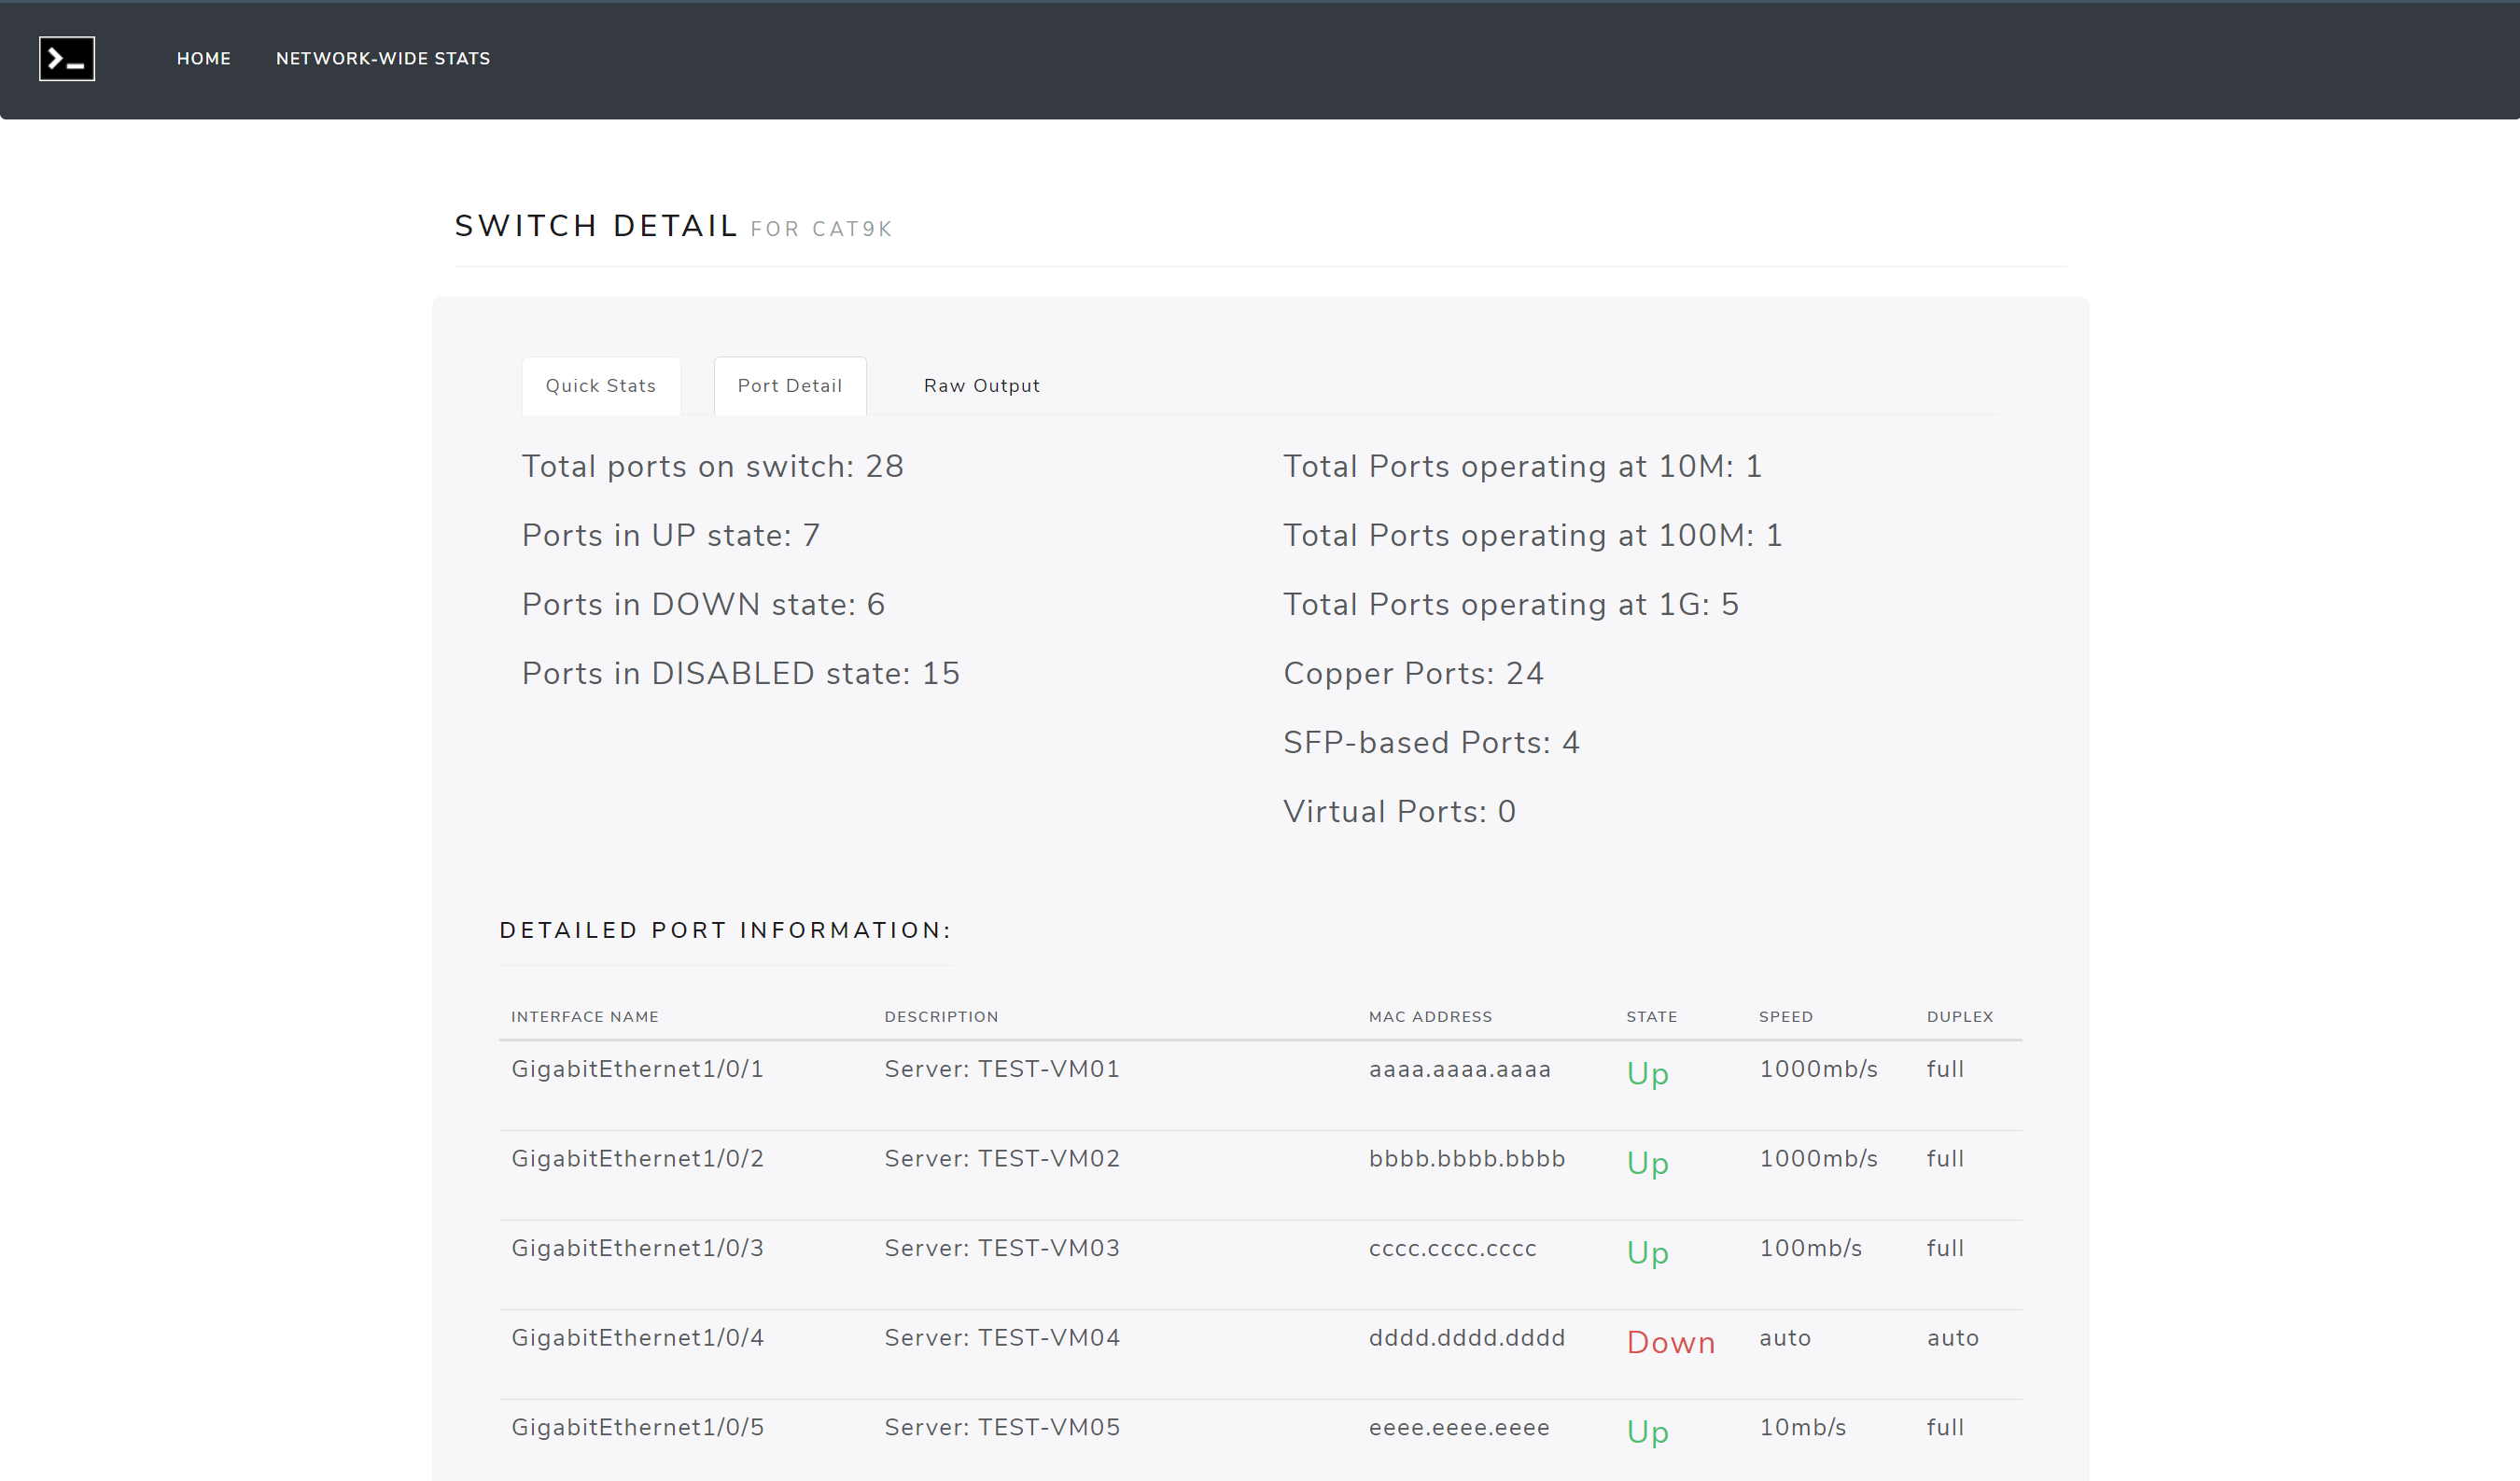 >_
HOME NETWORK-WIDE STATS
SWITCH DETAIL FOR CAT9K
Quick Stats Port Detail Raw Output
Total ports on switch: 28
Ports in UP state: 7
Ports in DOWN state: 6
Ports in DISABLED state: 15
Total Ports operating at 10M: 1
Total Ports operating at 100M: 1
Total Ports operating at 1G: 5
Copper Ports: 24
SFP-based Ports: 4
Virtual Ports: 0
DETAILED PORT INFORMATION:
INTERFACE NAME DESCRIPTION MAC ADDRESS STATE SPEED DUPLEX
GigabitEthernet1/0/1 Server: TEST-VM01 aaaa.aaaa.aaaa Up 1000mb/s full
GigabitEthernet1/0/2 Server: TEST-VM02 bbbb.bbbb.bbbb Up 1000mb/s full
GigabitEthernet1/0/3 Server: TEST-VM03 cccc.cccc.cccc Up 100mb/s full
GigabitEthernet1/0/4 Server: TEST-VM04 dddd.dddd.dddd Down auto auto
GigabitEthernet1/0/5 Server: TEST-VM05 eeee.eeee.eeee Up 10mb/s full